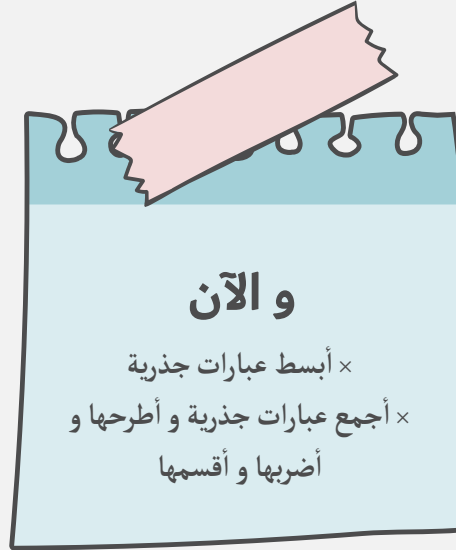 و الآن
× أبسط عبارات جذرية
× أجمع عبارات جذرية و أطرحها و
أضربها و أقسمها